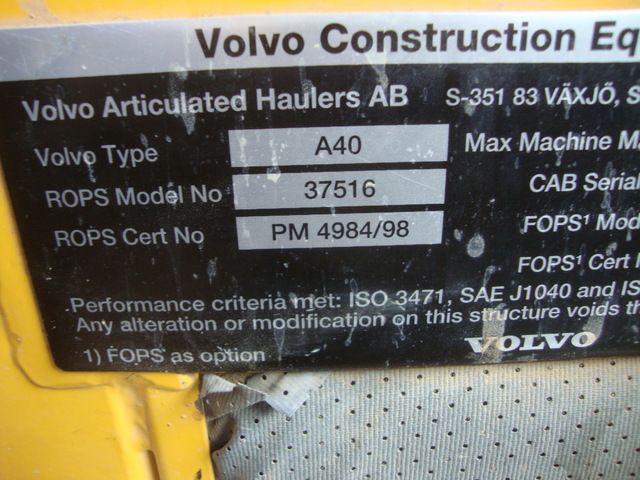 Volvo Construction Eq
Volvo Articulated Haulers AB S-351 83 VÄXJÖ, S
Volvo Type A40 Max Machine Ma
ROPS Model No 37516 CAB Serial
ROPS Cert No PM 4984/98 FOPS¹ Mod
FOPS¹ Cert
Performance criteria met: ISO 3471, SAE J1040 and IS
Any alteration or modification on this structure voids th
1) FOPS as option VOLVO